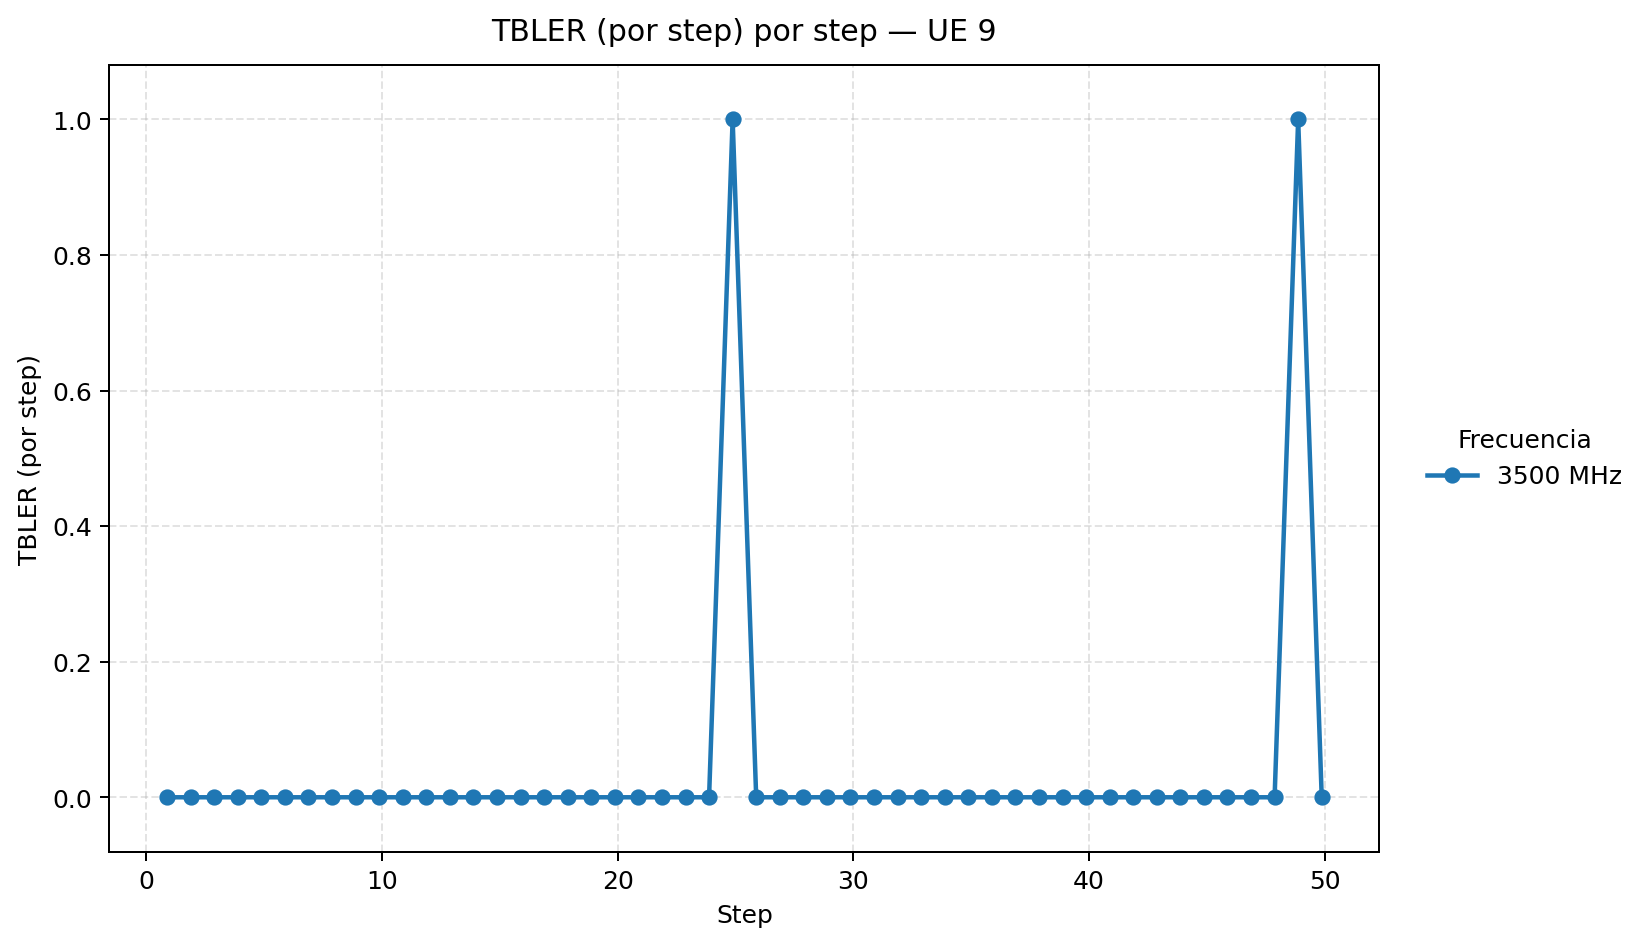 TBLER (por step) por step — UE 9
TBLER (por step)
1.0
0.8
0.6
0.4
0.2
0.0
0 10 20 30 40 50
Step
Frecuencia
3500 MHz